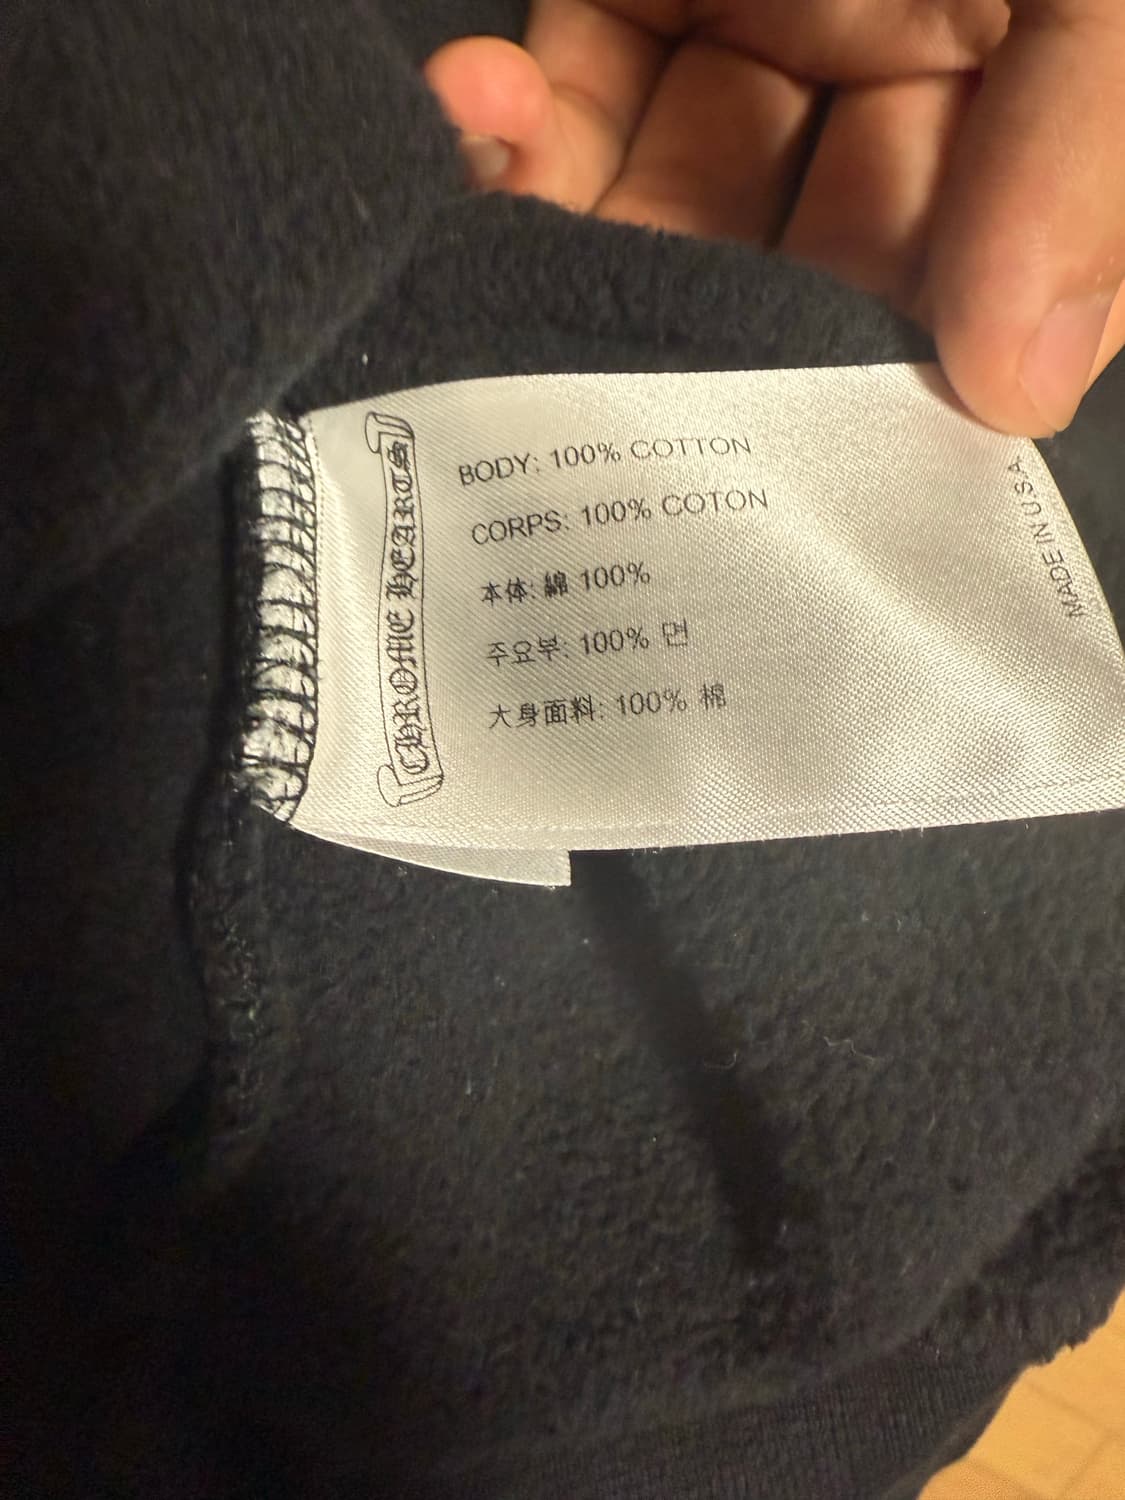 CHROME HEARTS
BODY: 100% COTTON
CORPS: 100% COTON
本体: 綿 100%
주요부: 100% 면
大身面料: 100% 棉
MADE IN U.S.A.